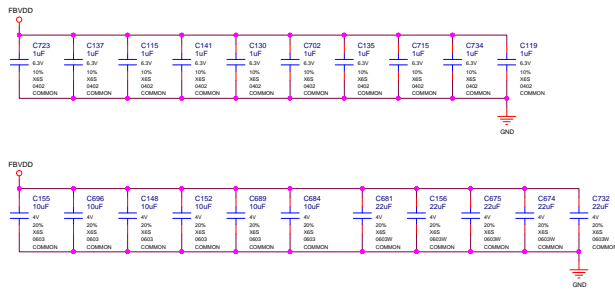 FBVDD
C723 C137 C115 C141 C130 C702 C135 C715 C734 C119
1uF 1uF 1uF 1uF 1uF 1uF 1uF 1uF 1uF 1uF
6.3V 6.3V 6.3V 6.3V 6.3V 6.3V 6.3V 6.3V 6.3V 6.3V
10% 10% 10% 10% 10% 10% 10% 10% 10% 10%
X6S X6S X6S X6S X6S X6S X6S X6S X6S X6S
0402 0402 0402 0402 0402 0402 0402 0402 0402 0402
COMMON COMMON COMMON COMMON COMMON COMMON COMMON COMMON COMMON COMMON
GND
FBVDD
C155 C696 C148 C152 C689 C684 C681 C156 C675 C674 C732
10uF 10uF 10uF 10uF 10uF 10uF 22uF 22uF 22uF 22uF 22uF
4V 4V 4V 4V 4V 4V 4V 4V 4V 4V 4V
20% 20% 20% 20% 20% 20% 20% 20% 20% 20% 20%
X6S X6S X6S X6S X6S X6S X6S X6S X6S X6S X6S
0603 0603 0603 0603 0603 0603 0603W 0603W 0603W 0603W 0603W
COMMON COMMON COMMON COMMON COMMON COMMON COMMON COMMON COMMON COMMON COMMON
GND